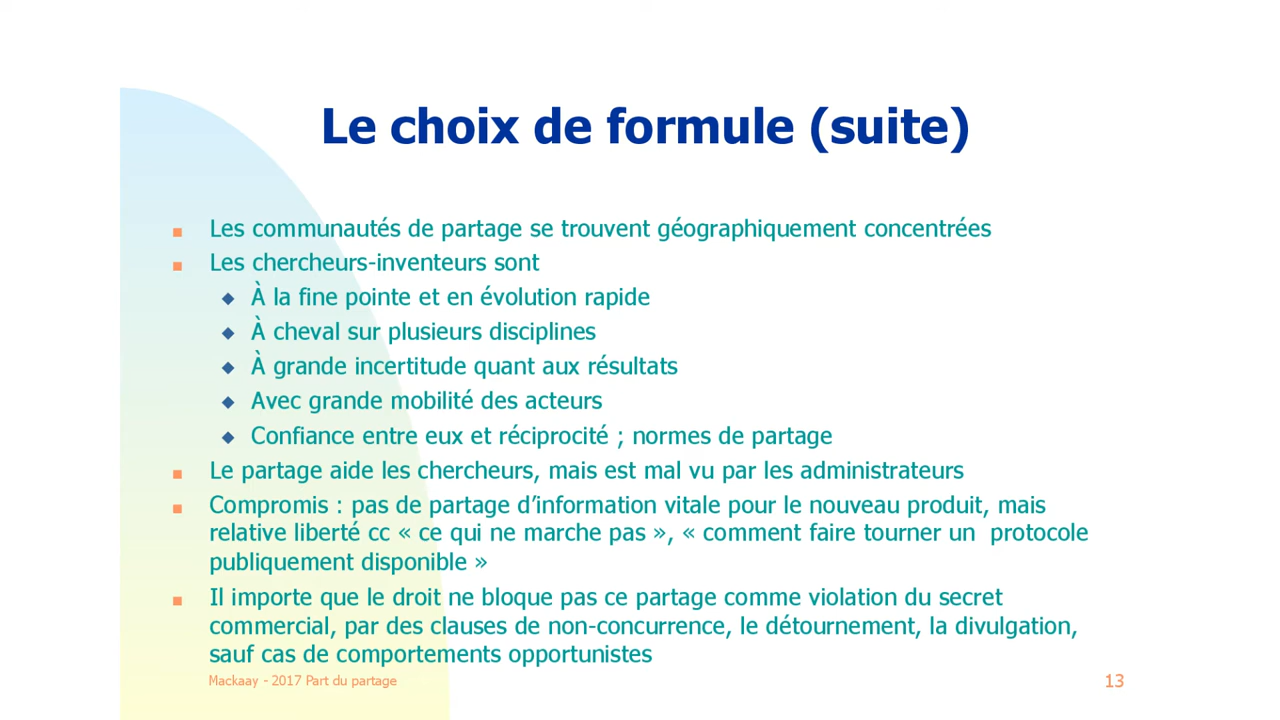 Le choix de formule (suite)
Les communautés de partage se trouvent géographiquement concentrées
Les chercheurs-inventeurs sont
À la fine pointe et en évolution rapide
À cheval sur plusieurs disciplines
À grande incertitude quant aux résultats
Avec grande mobilité des acteurs
Confiance entre eux et réciprocité ; normes de partage
Le partage aide les chercheurs, mais est mal vu par les administrateurs
Compromis : pas de partage d’information vitale pour le nouveau produit, mais
relative liberté cc « ce qui ne marche pas », « comment faire tourner un  protocole
publiquement disponible »
Il importe que le droit ne bloque pas ce partage comme violation du secret
commercial, par des clauses de non-concurrence, le détournement, la divulgation,
sauf cas de comportements opportunistes
Mackaay - 2017 Part du partage
13